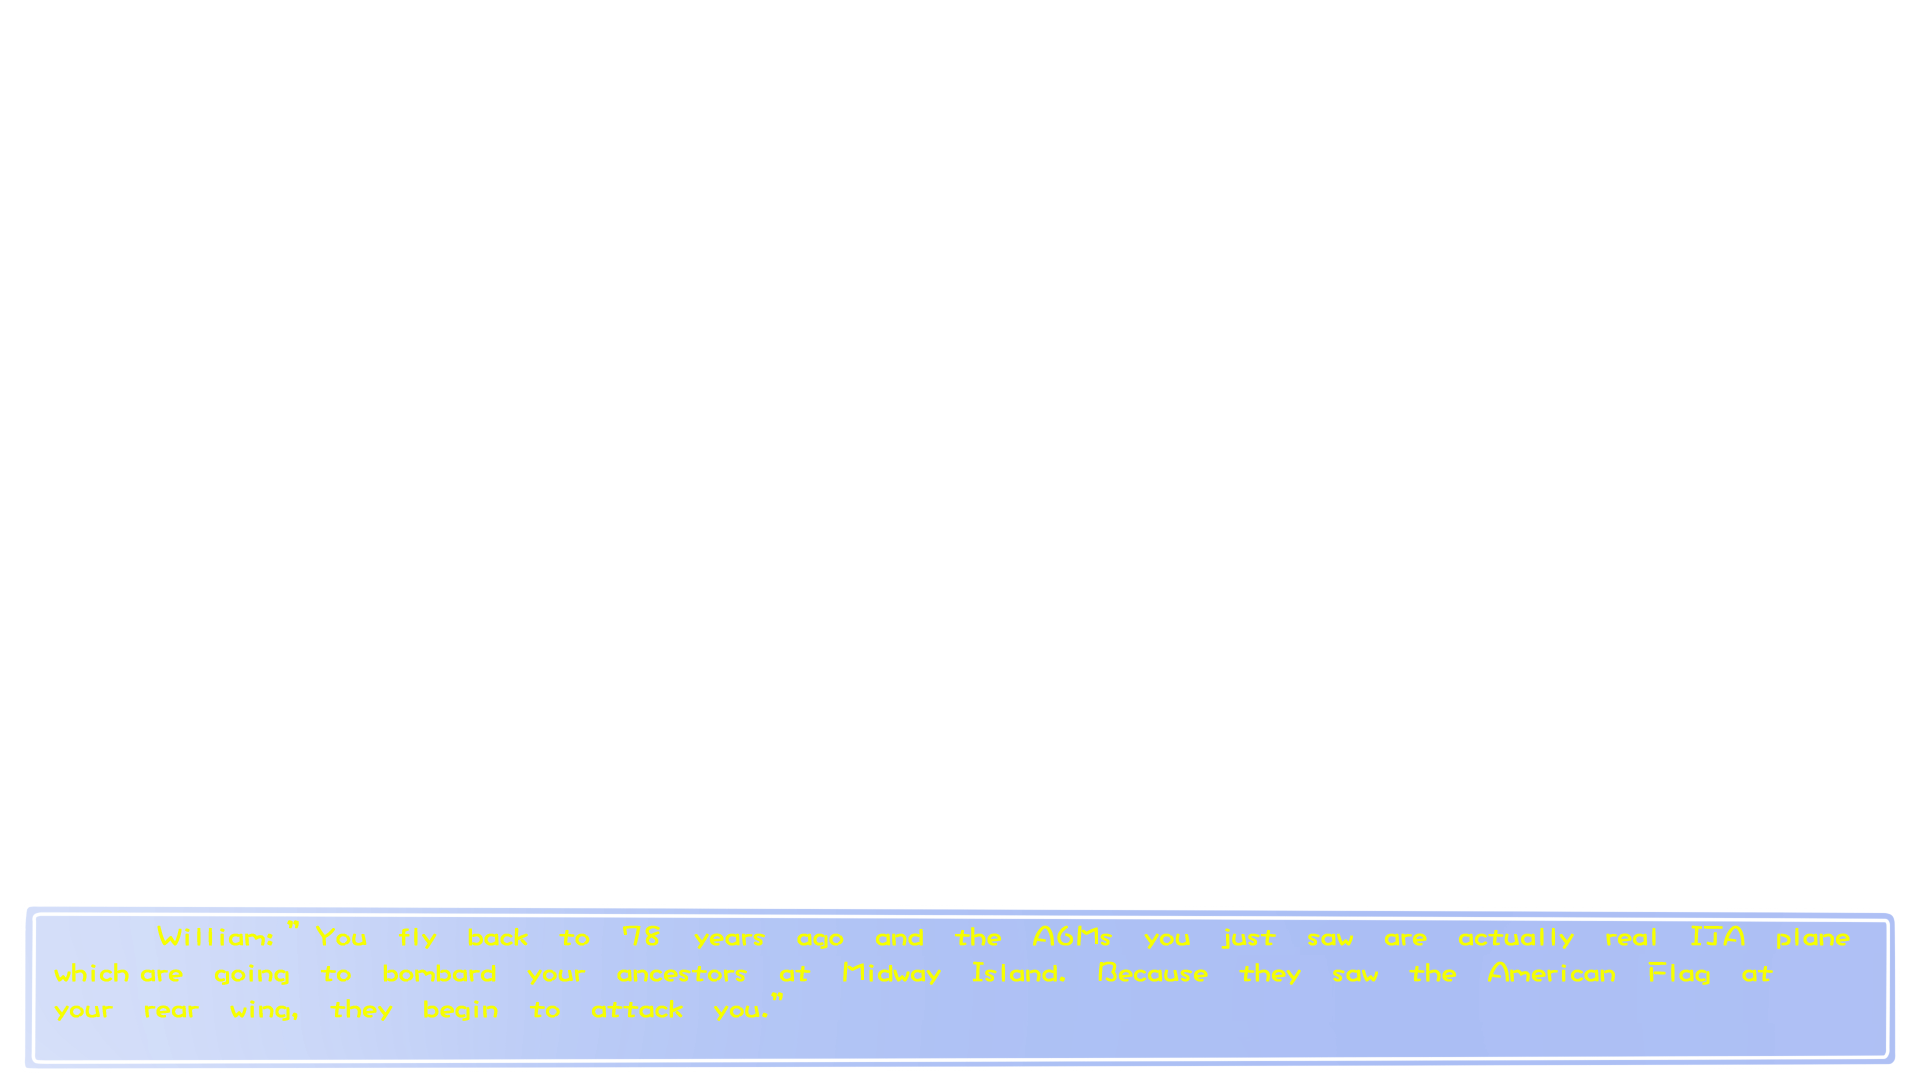 William: " You fly back to 78 years ago and the A6Ms you just saw are actually real IJA plane
which are going to bombard your ancestors at Midway Island. Because they saw the American Flag at
your rear wing, they begin to attack you."